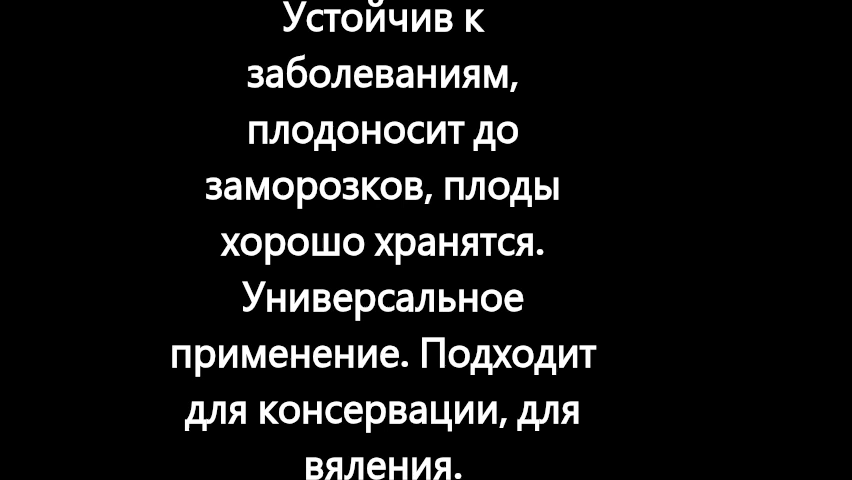 Устойчив к
заболеваниям,
плодоносит до
заморозков, плоды
хорошо хранятся.
Универсальное
применение. Подходит
для консервации, для
вяления.